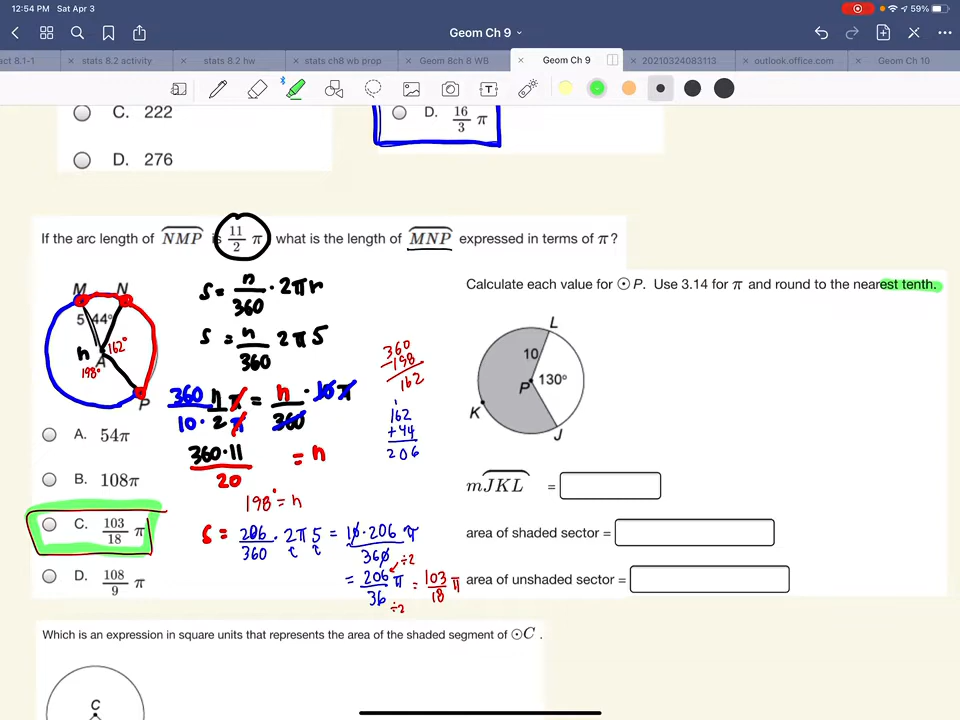 12:54 PM Sat Apr 3
59%
Geom Ch 9
act 8.1-1
stats 8.2 activity
stats 8.2 hw
stats ch8 wb prop
Geom 8ch 8 WB
Geom Ch 9
20210324083113
outlook.office.com
Geom Ch 10
C. 222
D. 276
D. 16/3 π
If the arc length of NMP is 11/2 π, what is the length of MNP expressed in terms of π?
M N
5 44°
n 162°
A
198°
P
S = n/360 · 2πr
S = n/360 2π5
360/10 · 11π/2π = n/360 · 10π
360·11/20 = n
198° = n
360
-198
162
1
162
+44
206
S = 206/360 · 2π5 = 10·206π/360
= 206/36 π ÷2 ÷2 = 103/18 π
A. 54π
B. 108π
C. 103/18 π
D. 108/9 π
Calculate each value for ⊙P. Use 3.14 for π and round to the nearest tenth.
L
10
P 130°
K
J
mJKL =
area of shaded sector =
area of unshaded sector =
Which is an expression in square units that represents the area of the shaded segment of ⊙C.
C